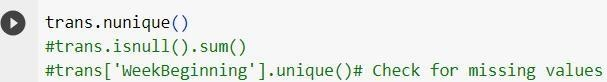 trans.nunique()
#trans.isnull().sum()
#trans['WeekBeginning'].unique()# Check for missing values